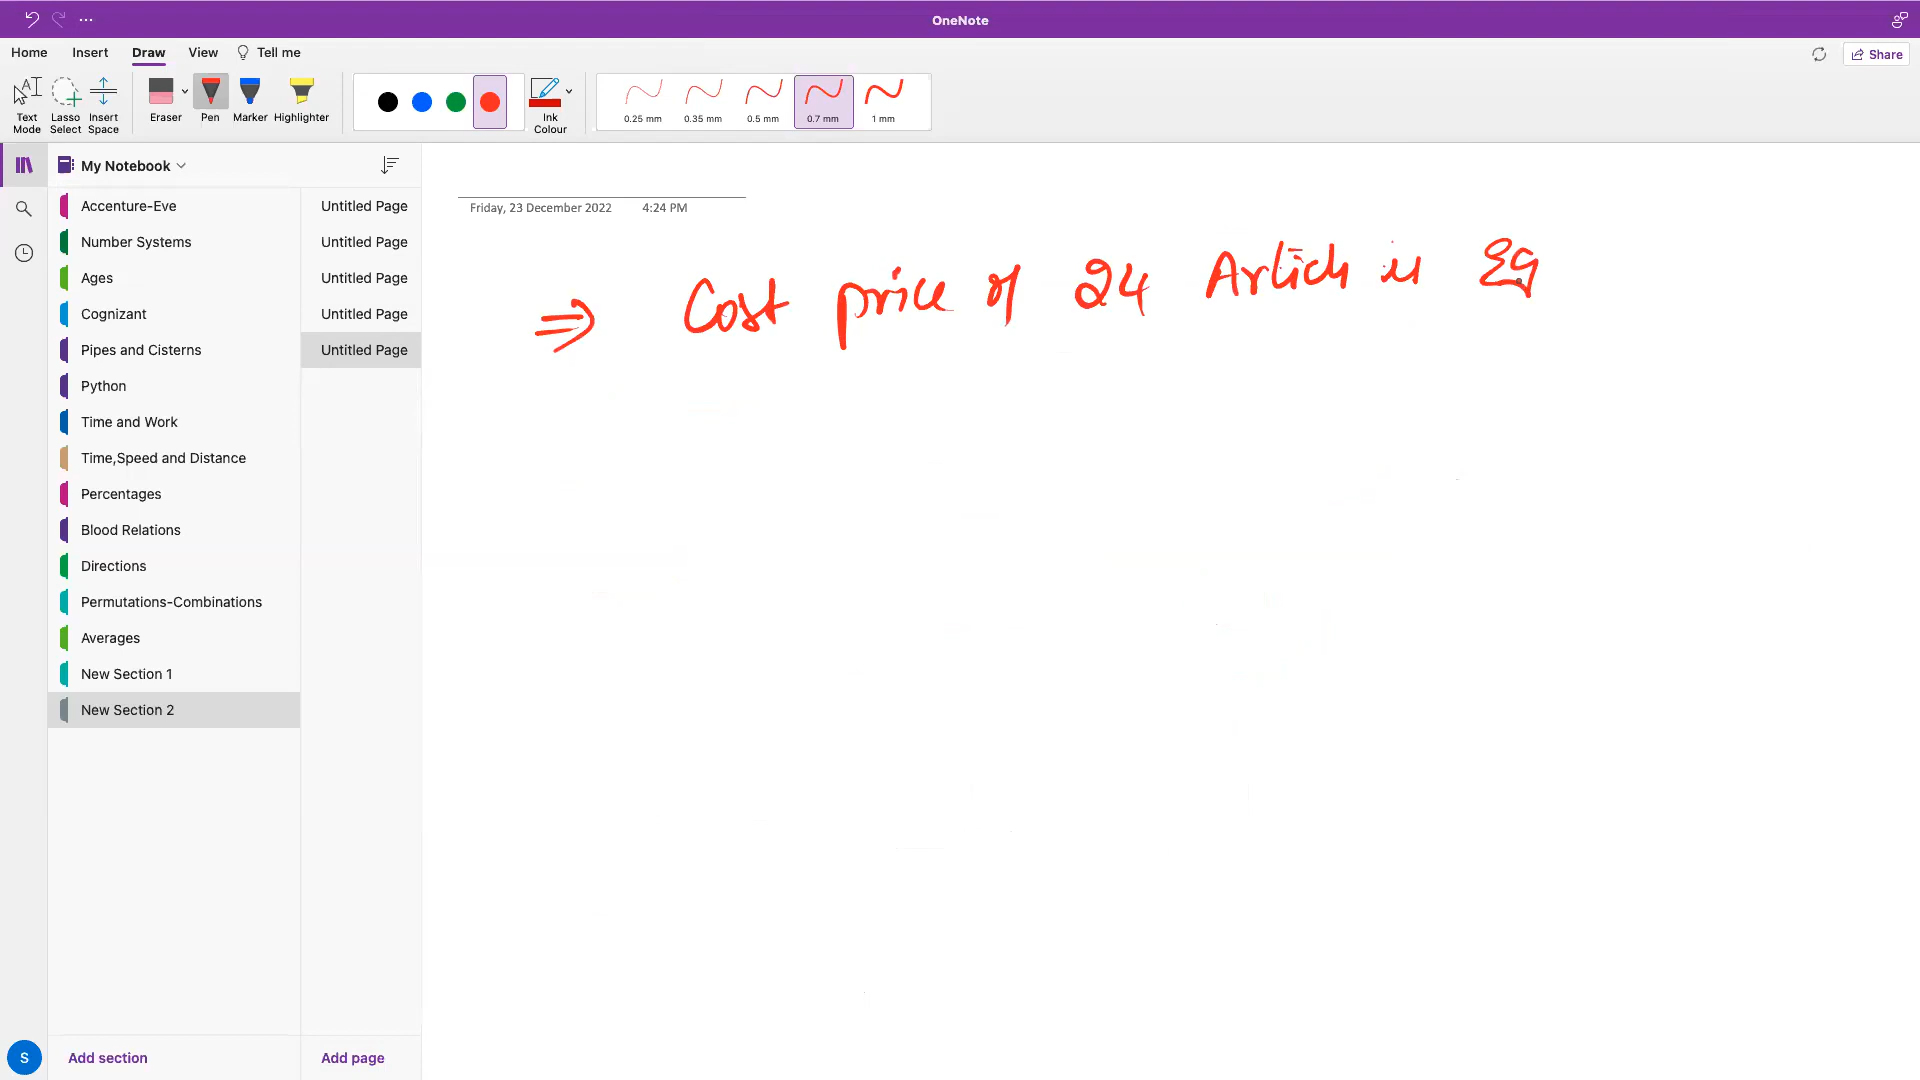 OneNote
Home Insert Draw View Tell me
Share
Text Mode
Lasso Select
Insert Space
Eraser
Pen
Marker
Highlighter
Ink Colour
0.25 mm
0.35 mm
0.5 mm
0.7 mm
1 mm
My Notebook
Accenture-Eve
Number Systems
Ages
Cognizant
Pipes and Cisterns
Python
Time and Work
Time,Speed and Distance
Percentages
Blood Relations
Directions
Permutations-Combinations
Averages
New Section 1
New Section 2
Add section
S
Untitled Page
Untitled Page
Untitled Page
Untitled Page
Untitled Page
Add page
Friday, 23 December 2022 4:24 PM
⇒ Cost price of 24 Articles is Eq